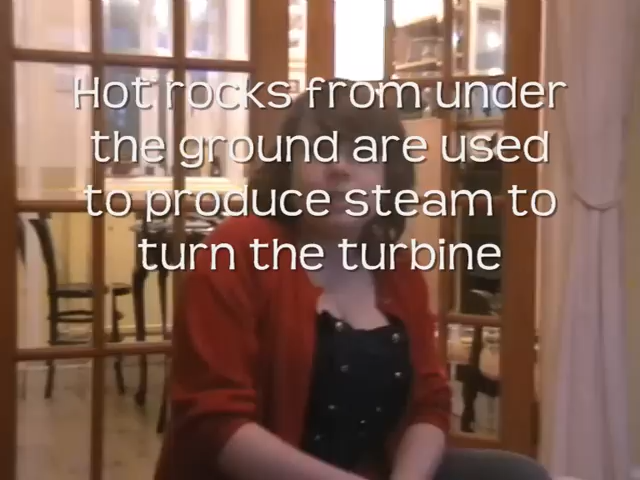 Hot rocks from under
the ground are used
to produce steam to
turn the turbine